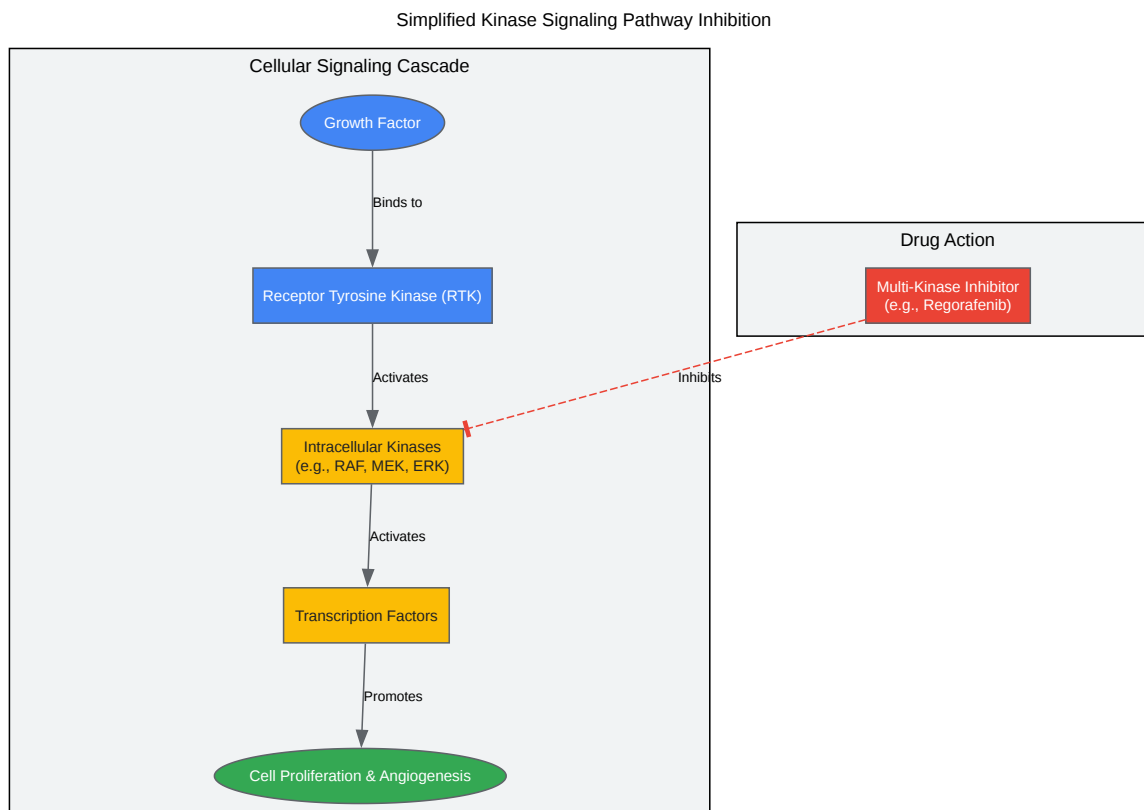 Simplified Kinase Signaling Pathway Inhibition
Cellular Signaling Cascade
Growth Factor
Binds to
Receptor Tyrosine Kinase (RTK)
Activates
Intracellular Kinases
(e.g., RAF, MEK, ERK)
Activates
Transcription Factors
Promotes
Cell Proliferation & Angiogenesis
Drug Action
Multi-Kinase Inhibitor
(e.g., Regorafenib)
Inhibits